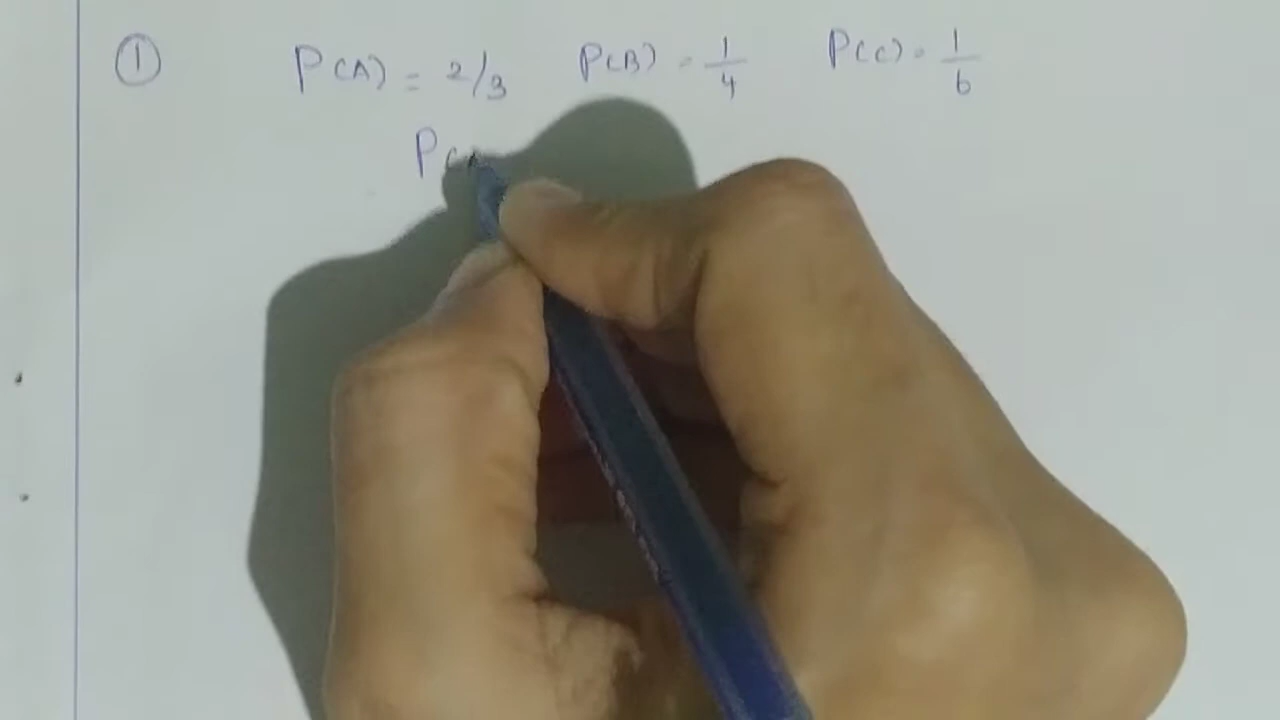 ① P(A) = 2/3 P(B) = 1/4 P(C) = 1/6
P(